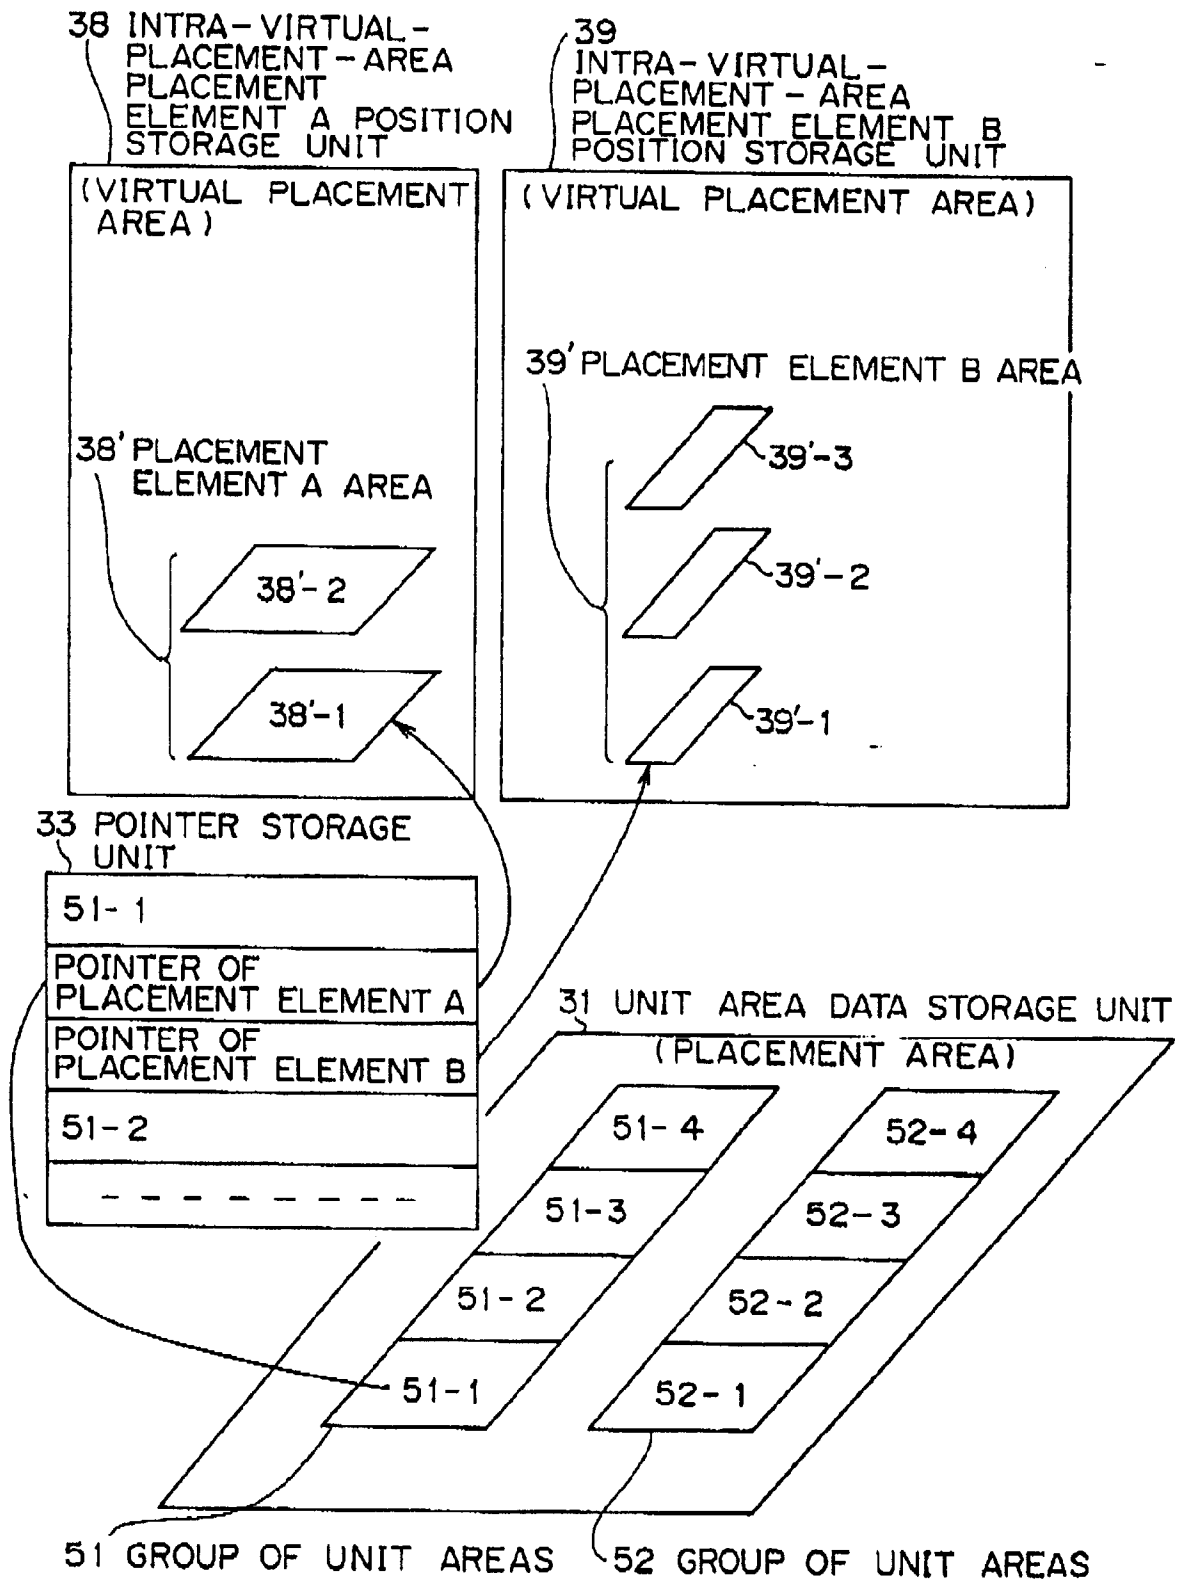 38 INTRA-VIRTUAL-
PLACEMENT-AREA
PLACEMENT
ELEMENT A POSITION
STORAGE UNIT
39
INTRA-VIRTUAL-
PLACEMENT-AREA
PLACEMENT ELEMENT B
POSITION STORAGE UNIT
(VIRTUAL PLACEMENT
AREA)
(VIRTUAL PLACEMENT AREA)
39' PLACEMENT ELEMENT B AREA
39'-3
39'-2
39'-1
38' PLACEMENT
ELEMENT A AREA
38'-2
38'-1
33 POINTER STORAGE
UNIT
51-1
POINTER OF
PLACEMENT ELEMENT A
POINTER OF
PLACEMENT ELEMENT B
51-2
31 UNIT AREA DATA STORAGE UNIT
(PLACEMENT AREA)
51-4
52-4
51-3
52-3
51-2
52-2
51-1
52-1
51 GROUP OF UNIT AREAS
52 GROUP OF UNIT AREAS